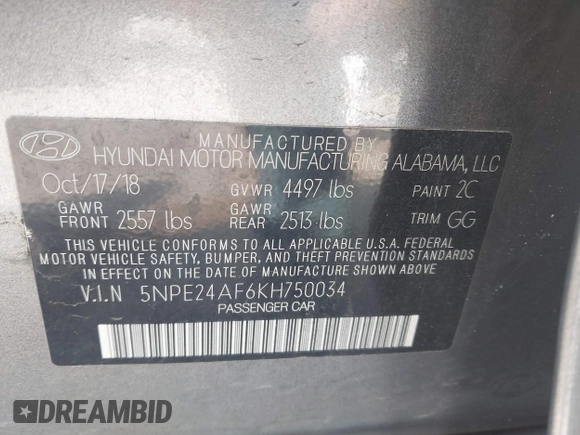 MANUFACTURED BY
HYUNDAI MOTOR MANUFACTURING ALABAMA, LLC
Oct/17/18 GVWR 4497 lbs PAINT 2C
GAWR FRONT 2557 lbs GAWR REAR 2513 lbs TRIM GG
THIS VEHICLE CONFORMS TO ALL APPLICABLE U.S.A. FEDERAL
MOTOR VEHICLE SAFETY, BUMPER, AND THEFT PREVENTION STANDARDS
IN EFFECT ON THE DATE OF MANUFACTURE SHOWN ABOVE.
V.I.N 5NPE24AF6KH750034
PASSENGER CAR
DREAMBID